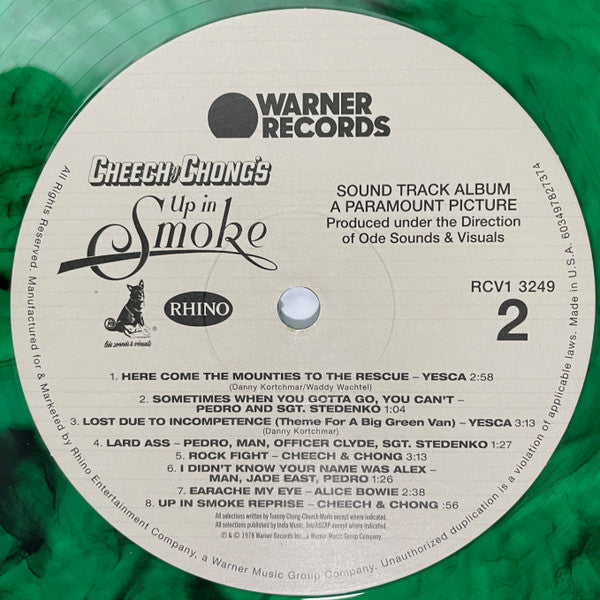 WARNER
RECORDS
CHEECH y CHONG'S
Up in
Smoke
SOUND TRACK ALBUM
A PARAMOUNT PICTURE
Produced under the Direction
of Ode Sounds & Visuals
Ode sounds & visuals
RHINO
RCV1 3249
2
1. HERE COME THE MOUNTIES TO THE RESCUE – YESCA 2:58
(Danny Kortchmar/Waddy Wachtel)
2. SOMETIMES WHEN YOU GOTTA GO, YOU CAN'T –
PEDRO AND SGT. STEDENKO 1:04
3. LOST DUE TO INCOMPETENCE (Theme For A Big Green Van) – YESCA 3:13
(Danny Kortchmar)
4. LARD ASS – PEDRO, MAN, OFFICER CLYDE, SGT. STEDENKO 1:27
5. ROCK FIGHT – CHEECH & CHONG 3:13
6. I DIDN'T KNOW YOUR NAME WAS ALEX –
MAN, JADE EAST, PEDRO 1:26
7. EARACHE MY EYE – ALICE BOWIE 2:38
8. UP IN SMOKE REPRISE – CHEECH & CHONG :56
All selections written by Tommy Chong-Cheech Marin except where indicated.
All selections published by India Music, Inc/ASCAP except where indicated.
℗ & © 1978 Warner Records Inc., a Warner Music Group Company.
All Rights Reserved. Manufactured for & Marketed by Rhino Entertainment Company, a Warner Music Group Company. Unauthorized duplication is a violation of applicable laws. Made in U.S.A. 603497827374